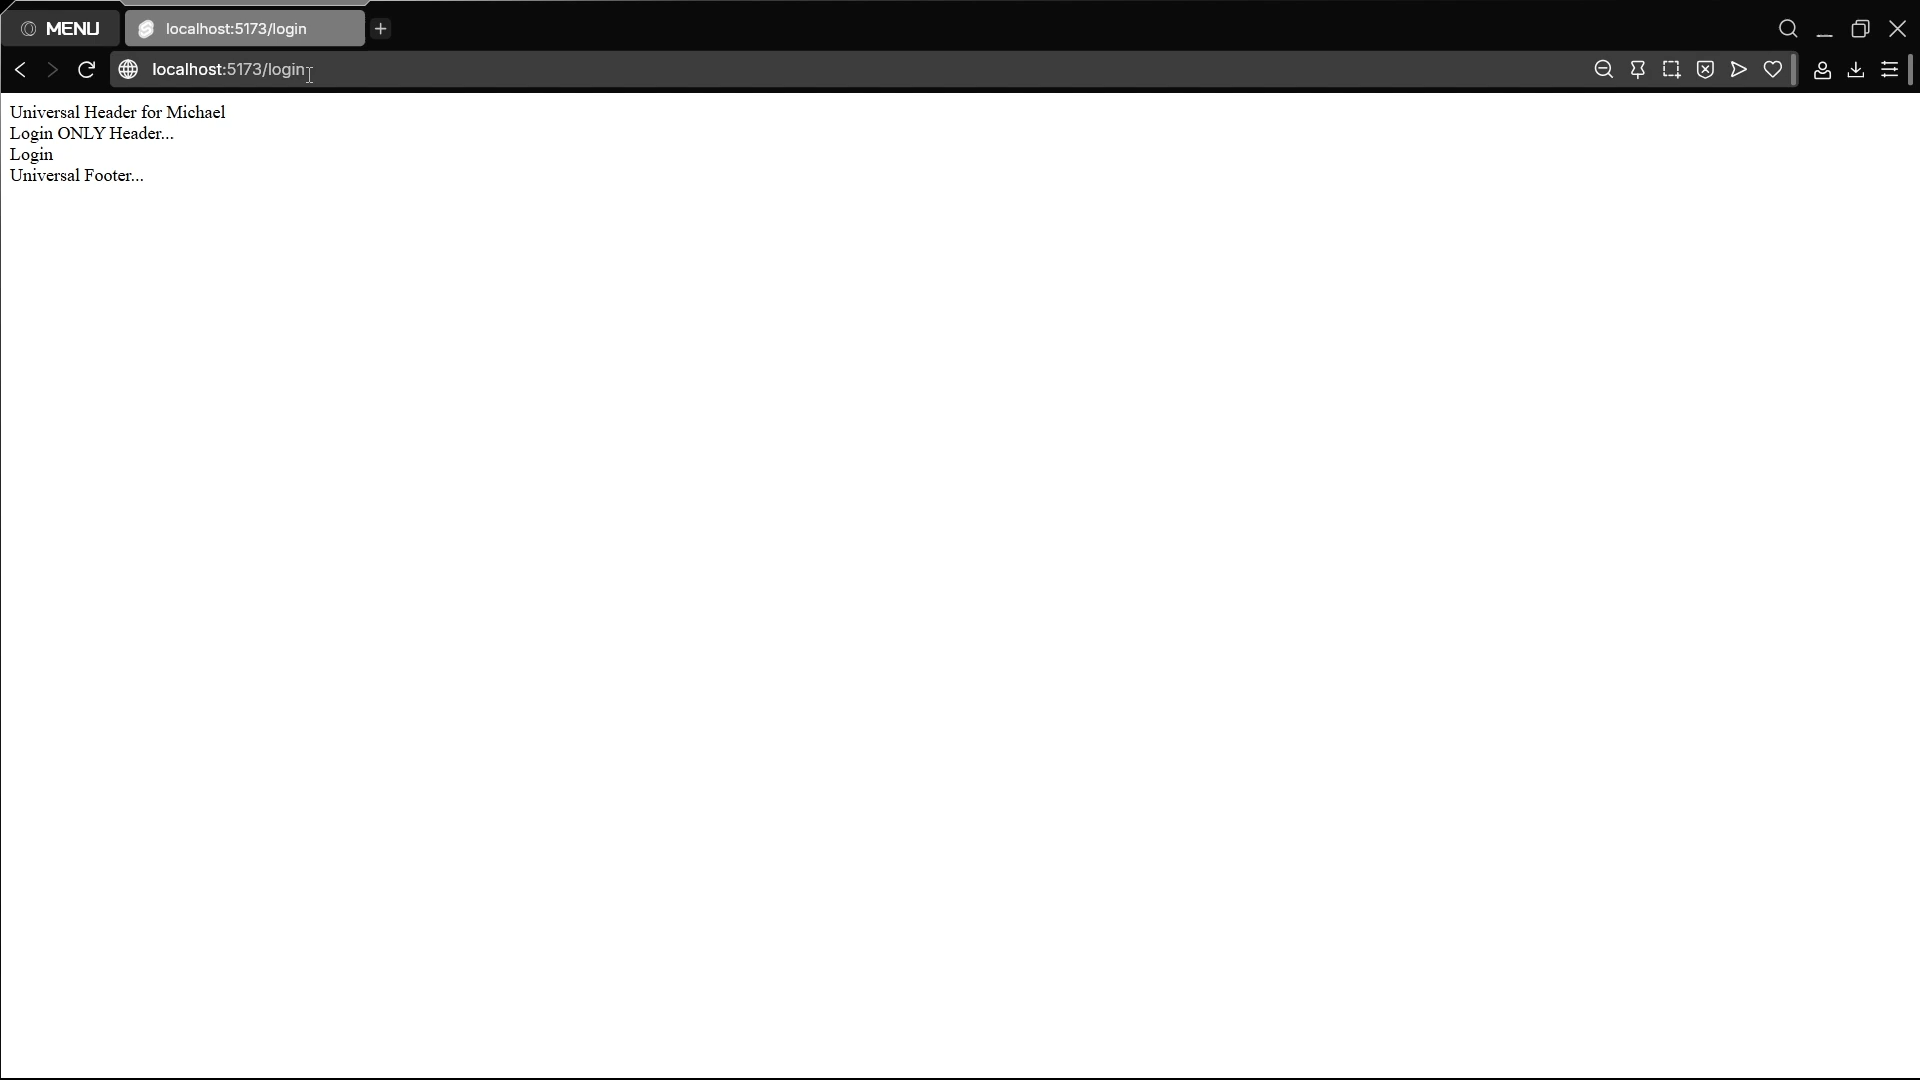 MENU
localhost:5173/login
localhost:5173/login
Universal Header for Michael
Login ONLY Header...
Login
Universal Footer...